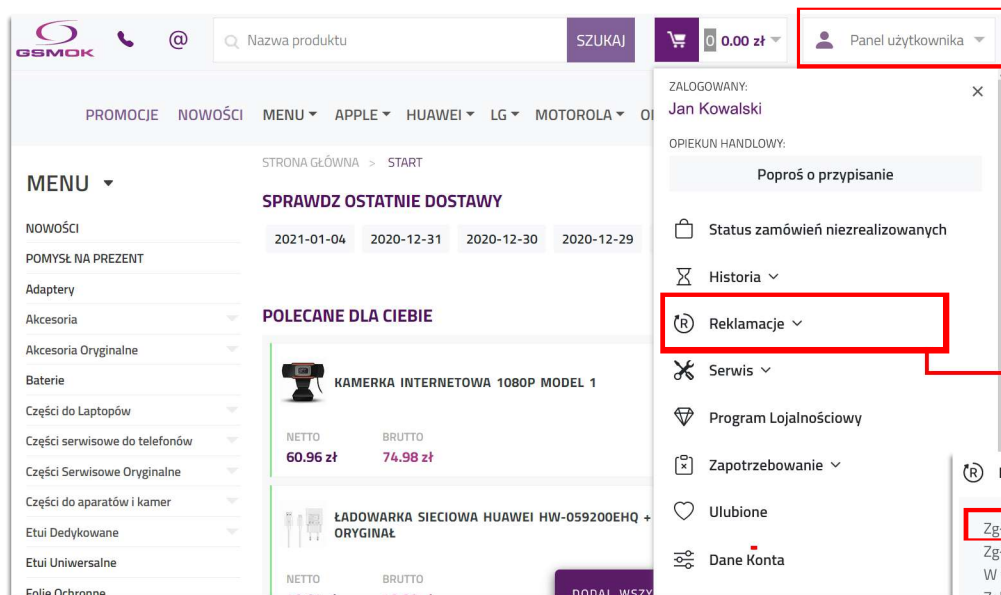 GSMOK
@
Nazwa produktu
SZUKAJ
0 0.00 zł
Panel użytkownika
PROMOCJE NOWOŚCI MENU APPLE HUAWEI LG MOTOROLA
ZALOGOWANY:
Jan Kowalski
OPIEKUN HANDLOWY:
Poproś o przypisanie
Status zamówień niezrealizowanych
Historia
R Reklamacje
Serwis
Program Lojalnościowy
Zapotrzebowanie
Ulubione
Dane Konta
STRONA GŁÓWNA > START
MENU
NOWOŚCI
POMYSŁ NA PREZENT
Adaptery
Akcesoria
Akcesoria Oryginalne
Baterie
Części do Laptopów
Części serwisowe do telefonów
Części Serwisowe Oryginalne
Części do aparatów i kamer
Etui Dedykowane
Etui Uniwersalne
Folie Ochronne
SPRAWDZ OSTATNIE DOSTAWY
2021-01-04 2020-12-31 2020-12-30 2020-12-29
POLECANE DLA CIEBIE
KAMERKA INTERNETOWA 1080P MODEL 1
NETTO BRUTTO
60.96 zł 74.98 zł
ŁADOWARKA SIECIOWA HUAWEI HW-059200EHQ +
ORYGINAŁ
NETTO BRUTTO
DODAJ
R
W